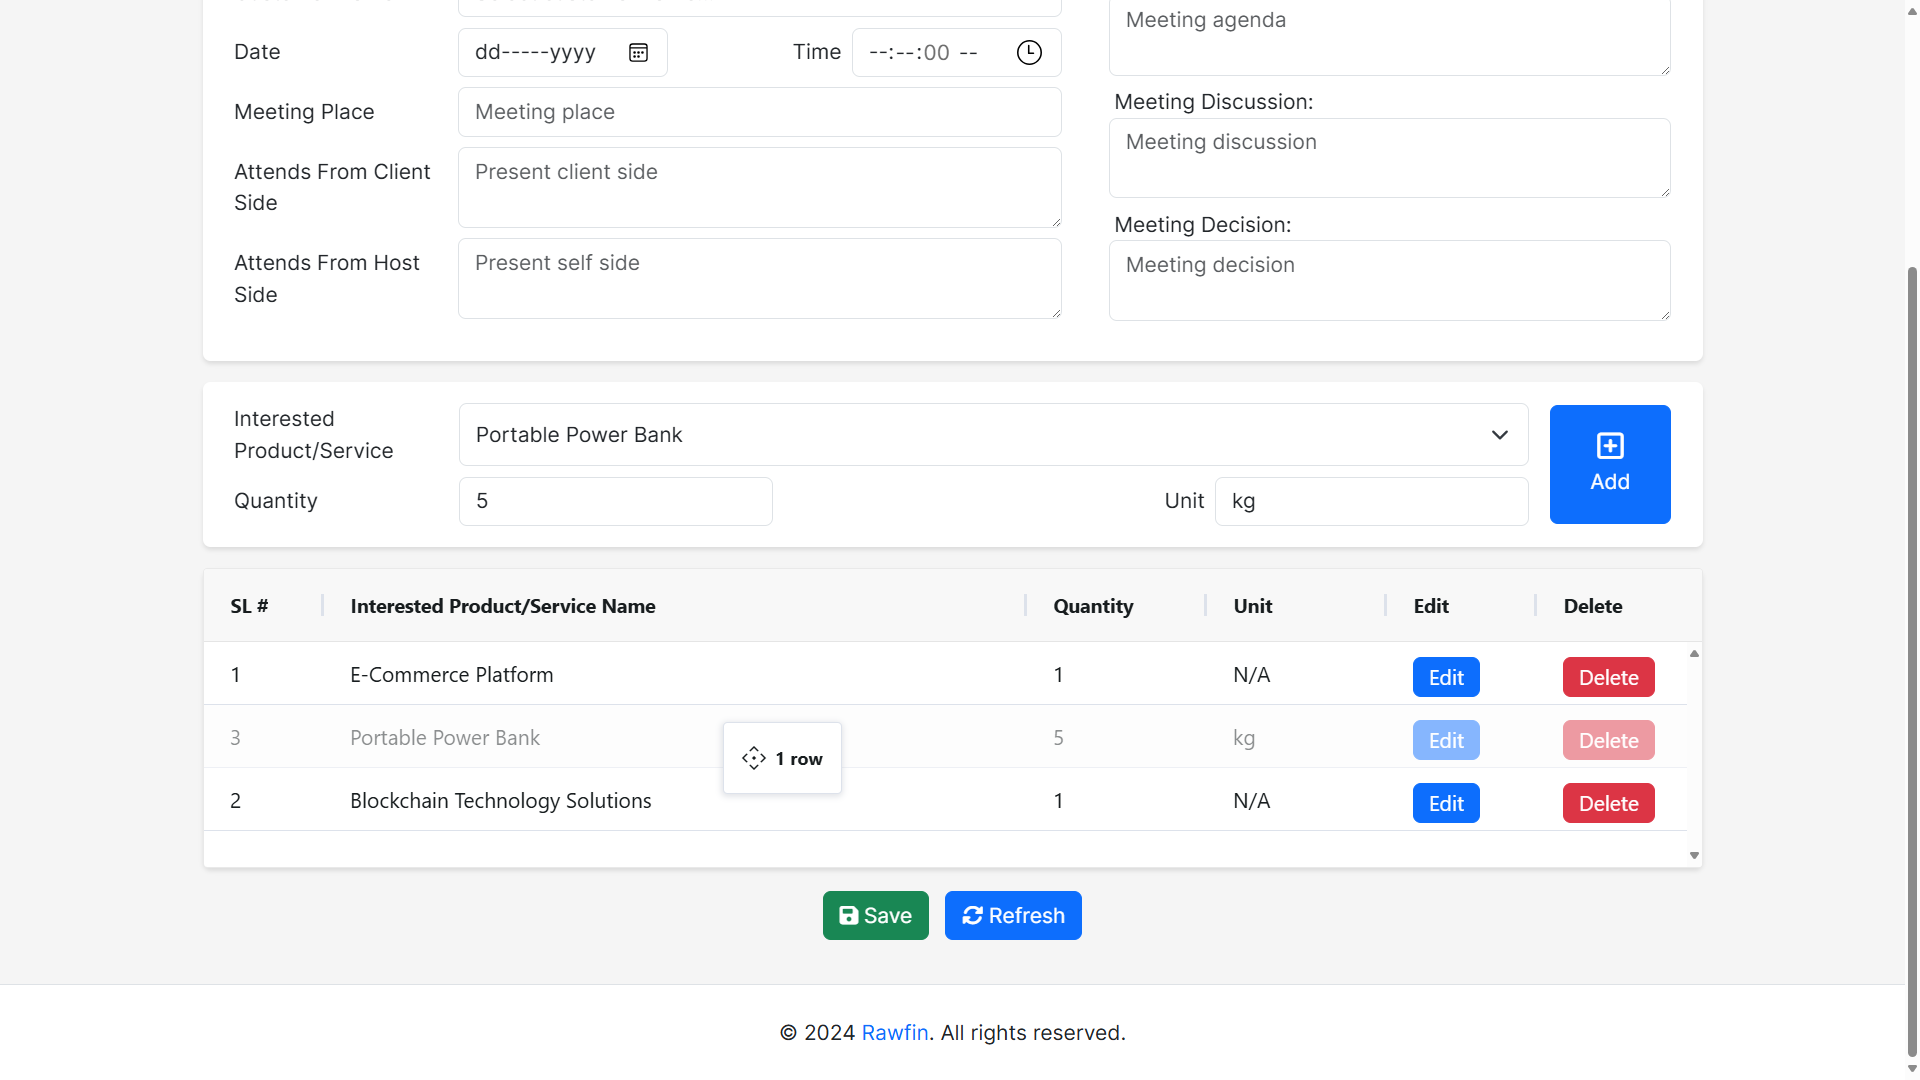 Meeting agenda
Date
dd-----yyyy
Time
--:--:00 --
Meeting Place
Meeting place
Attends From Client
Side
Present client side
Attends From Host
Side
Present self side
Meeting Discussion:
Meeting discussion
Meeting Decision:
Meeting decision
Interested
Product/Service
Portable Power Bank
Quantity
5
Unit
kg
Add
SL # Interested Product/Service Name Quantity Unit Edit Delete
1 E-Commerce Platform 1 N/A Edit Delete
3 Portable Power Bank 5 kg Edit Delete
1 row
2 Blockchain Technology Solutions 1 N/A Edit Delete
Save Refresh
© 2024 Rawfin. All rights reserved.